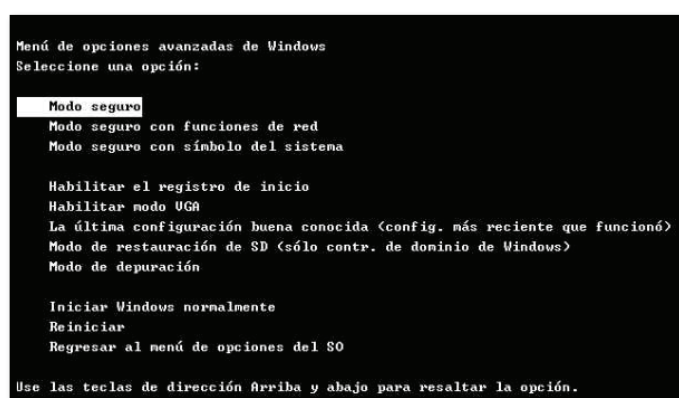 Menú de opciones avanzadas de Windows
Seleccione una opción:
Modo seguro
Modo seguro con funciones de red
Modo seguro con símbolo del sistema
Habilitar el registro de inicio
Habilitar modo VGA
La última configuración buena conocida (config. más reciente que funcionó)
Modo de restauración de SD (sólo contr. de dominio de Windows)
Modo de depuración
Iniciar Windows normalmente
Reiniciar
Regresar al menú de opciones del SO
Use las teclas de dirección Arriba y abajo para resaltar la opción.